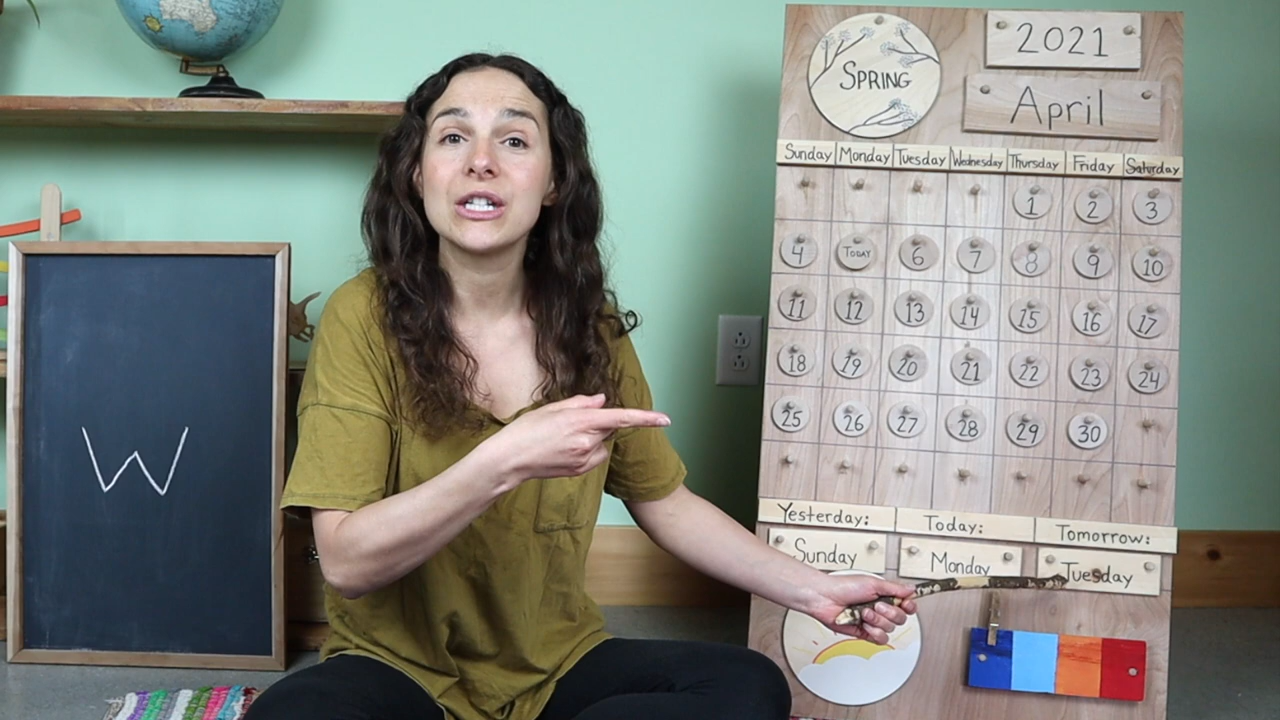 W
SPRING
2021
April
Sunday Monday Tuesday Wednesday Thursday Friday Saturday
1 2 3
4 TODAY 6 7 8 9 10
11 12 13 14 15 16 17
18 19 20 21 22 23 24
25 26 27 28 29 30
Yesterday: Today: Tomorrow:
Sunday Monday Tuesday